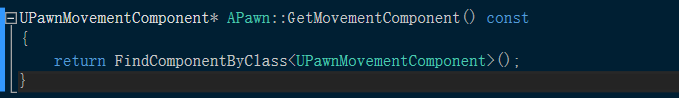 UPawnMovementComponent* APawn::GetMovementComponent() const
{
    return FindComponentByClass<UPawnMovementComponent>();
}